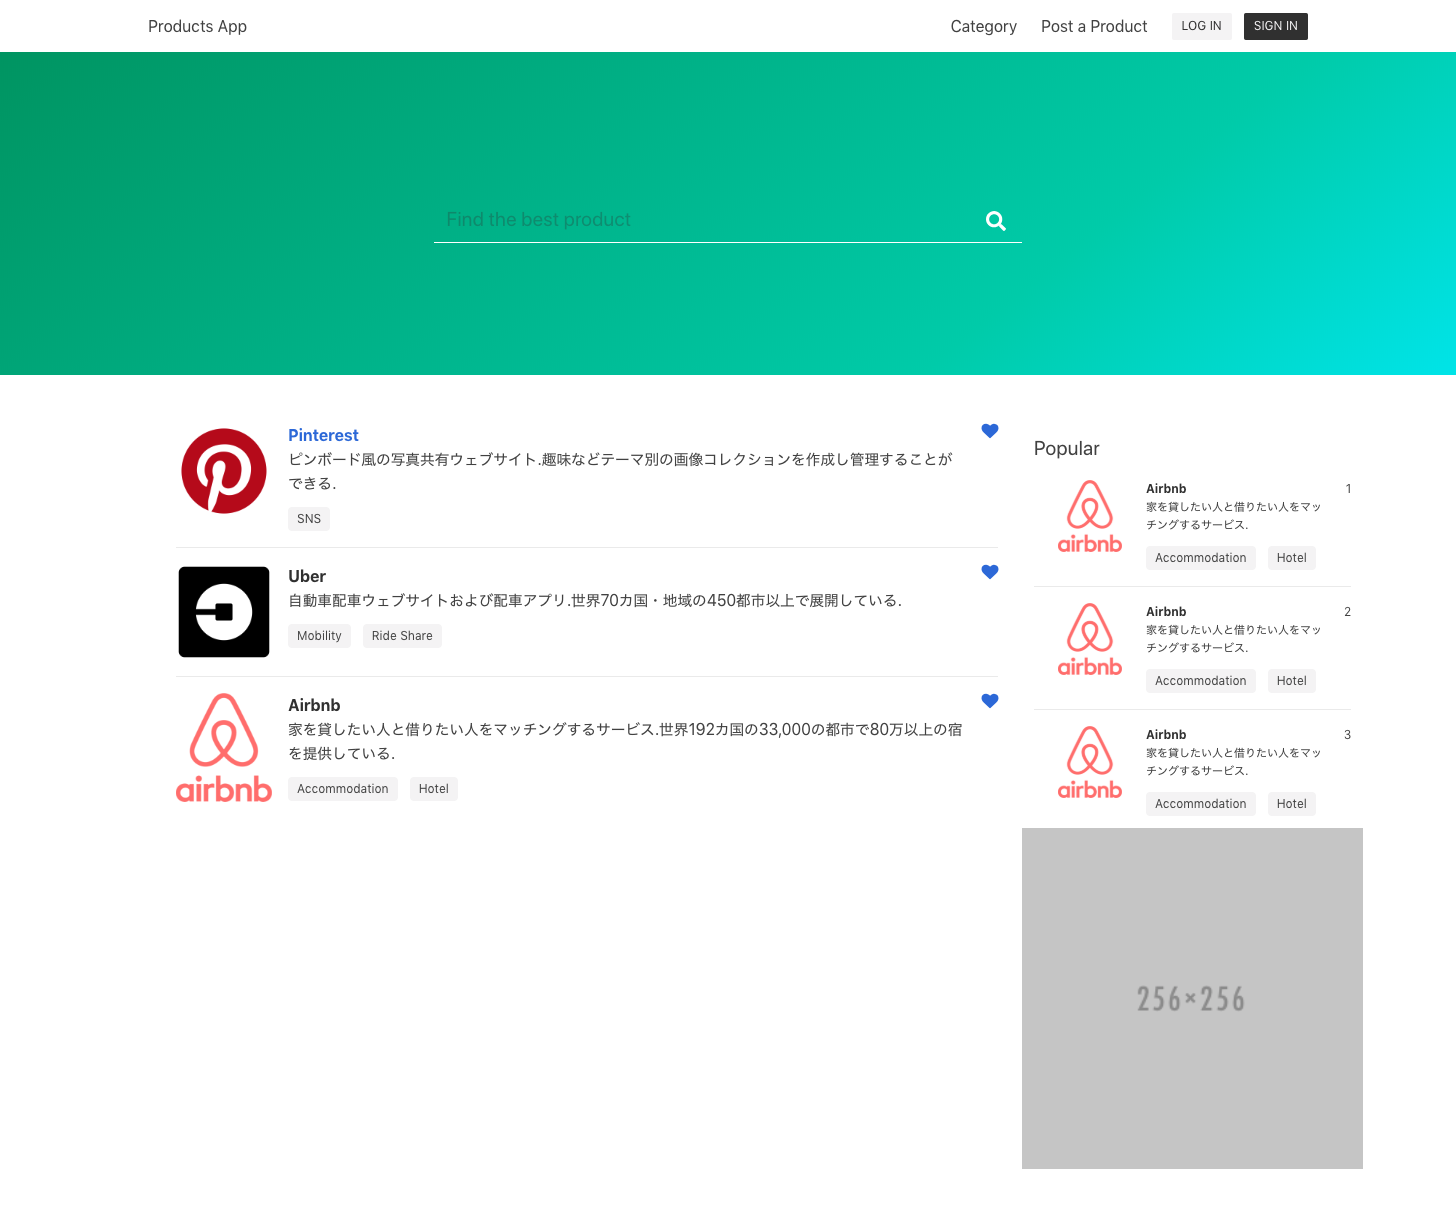 Products App
Category
Post a Product
LOG IN
SIGN IN
Find the best product
Pinterest
ピンボード風の写真共有ウェブサイト.趣味などテーマ別の画像コレクションを作成し管理することが
できる.
SNS
Uber
自動車配車ウェブサイトおよび配車アプリ.世界70カ国・地域の450都市以上で展開している.
Mobility
Ride Share
airbnb
Airbnb
家を貸したい人と借りたい人をマッチングするサービス.世界192カ国の33,000の都市で80万以上の宿
を提供している.
Accommodation
Hotel
Popular
airbnb
Airbnb
1
家を貸したい人と借りたい人をマッ
チングするサービス.
Accommodation
Hotel
airbnb
Airbnb
2
家を貸したい人と借りたい人をマッ
チングするサービス.
Accommodation
Hotel
airbnb
Airbnb
3
家を貸したい人と借りたい人をマッ
チングするサービス.
Accommodation
Hotel
256×256